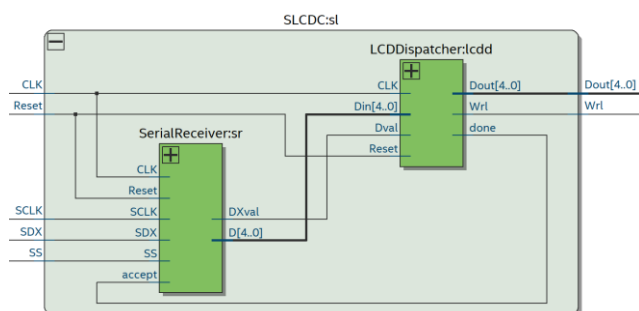 SLCDC:sl
LCDDispatcher:lcdd
CLK
CLK
Dout[4..0]
Dout[4..0]
Reset
Din[4..0]
Wrl
Wrl
SerialReceiver:sr
Dval
done
Reset
CLK
Reset
SCLK
SCLK
DXval
SDX
SDX
D[4..0]
SS
SS
accept